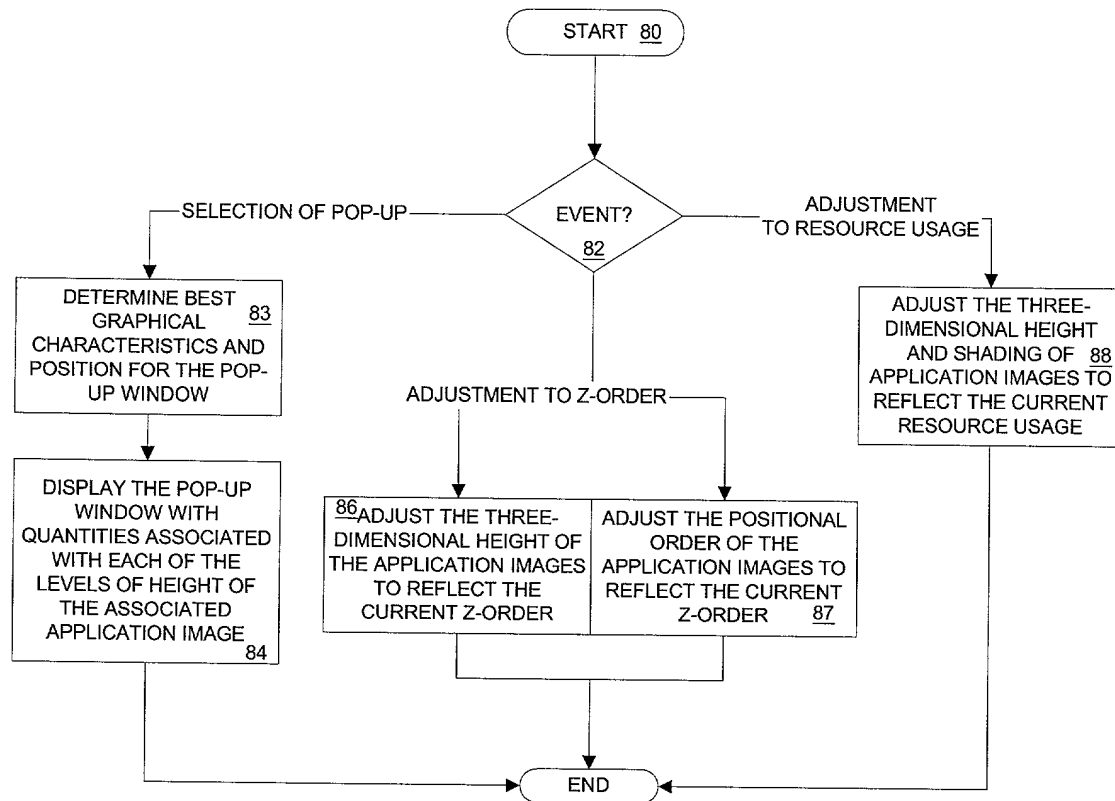 START 80
EVENT?
82
SELECTION OF POP-UP
ADJUSTMENT
TO RESOURCE USAGE
DETERMINE BEST
GRAPHICAL 83
CHARACTERISTICS AND
POSITION FOR THE POP-
UP WINDOW
ADJUST THE THREE-
DIMENSIONAL HEIGHT
AND SHADING OF 88
APPLICATION IMAGES TO
REFLECT THE CURRENT
RESOURCE USAGE
ADJUSTMENT TO Z-ORDER
DISPLAY THE POP-UP
WINDOW WITH
QUANTITIES ASSOCIATED
WITH EACH OF THE
LEVELS OF HEIGHT OF
THE ASSOCIATED
APPLICATION IMAGE
84
86 ADJUST THE THREE-
DIMENSIONAL HEIGHT OF
THE APPLICATION IMAGES
TO REFLECT THE
CURRENT Z-ORDER
ADJUST THE POSITIONAL
ORDER OF THE
APPLICATION IMAGES TO
REFLECT THE CURRENT
Z-ORDER 87
END